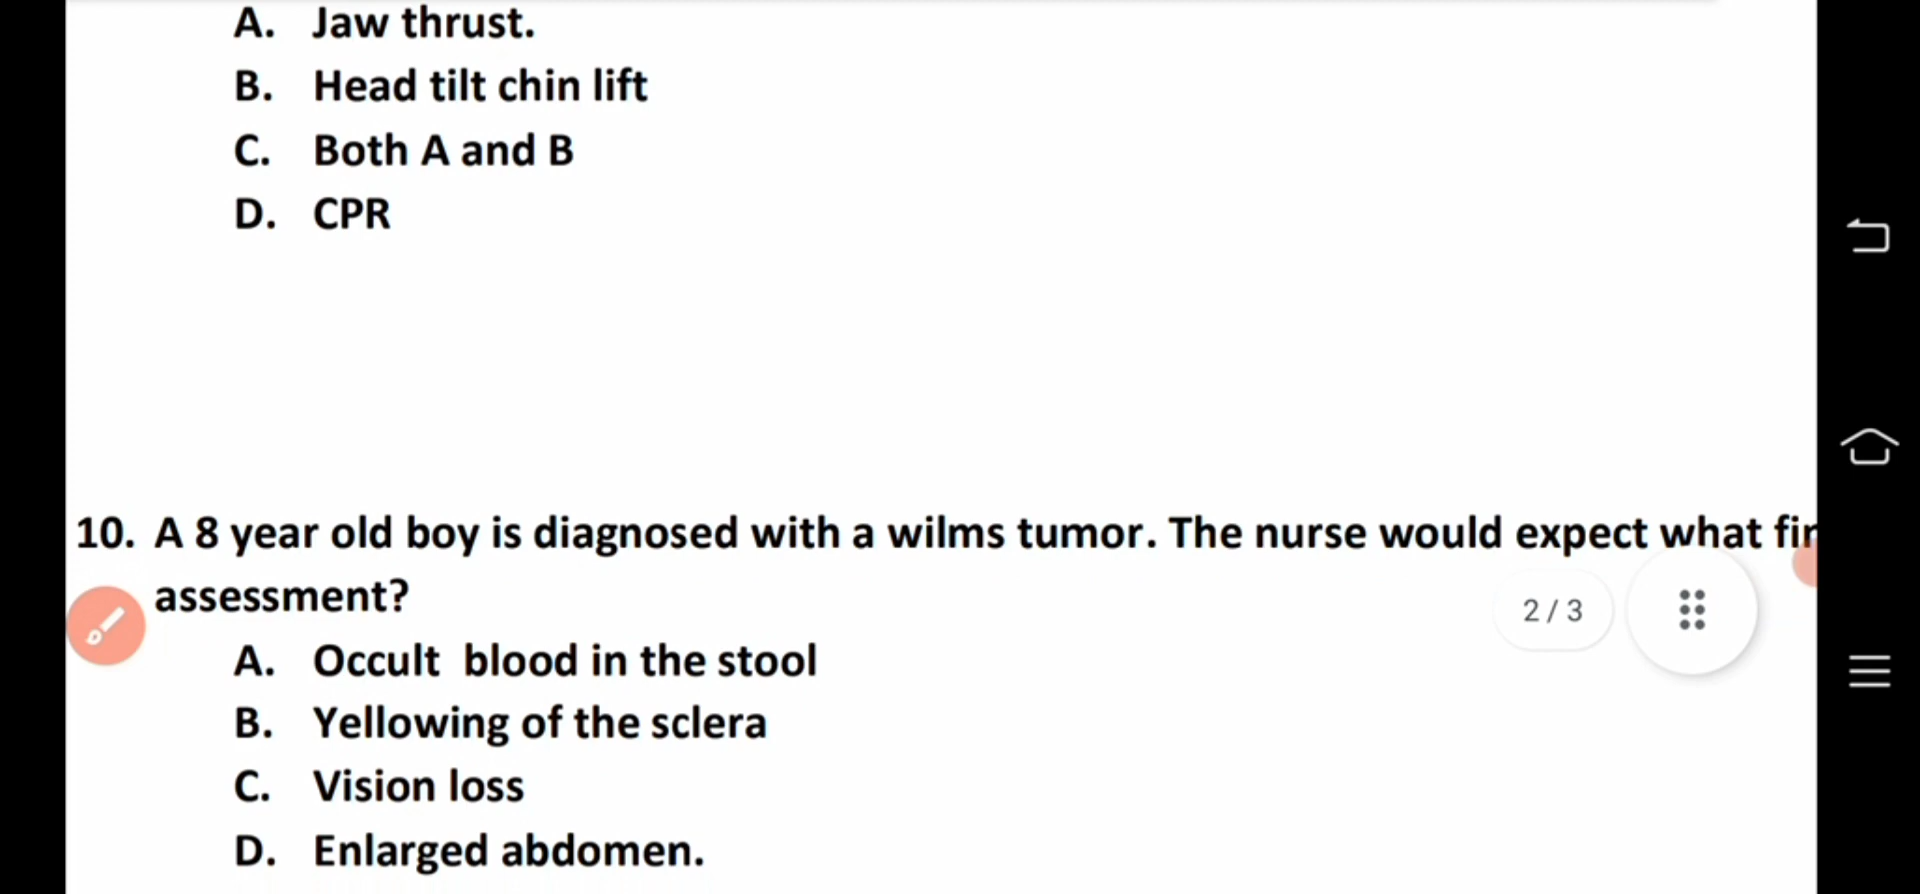 A. Jaw thrust.
B. Head tilt chin lift
C. Both A and B
D. CPR
10. A 8 year old boy is diagnosed with a wilms tumor. The nurse would expect what
assessment?
2 / 3
A. Occult blood in the stool
B. Yellowing of the sclera
C. Vision loss
D. Enlarged abdomen.